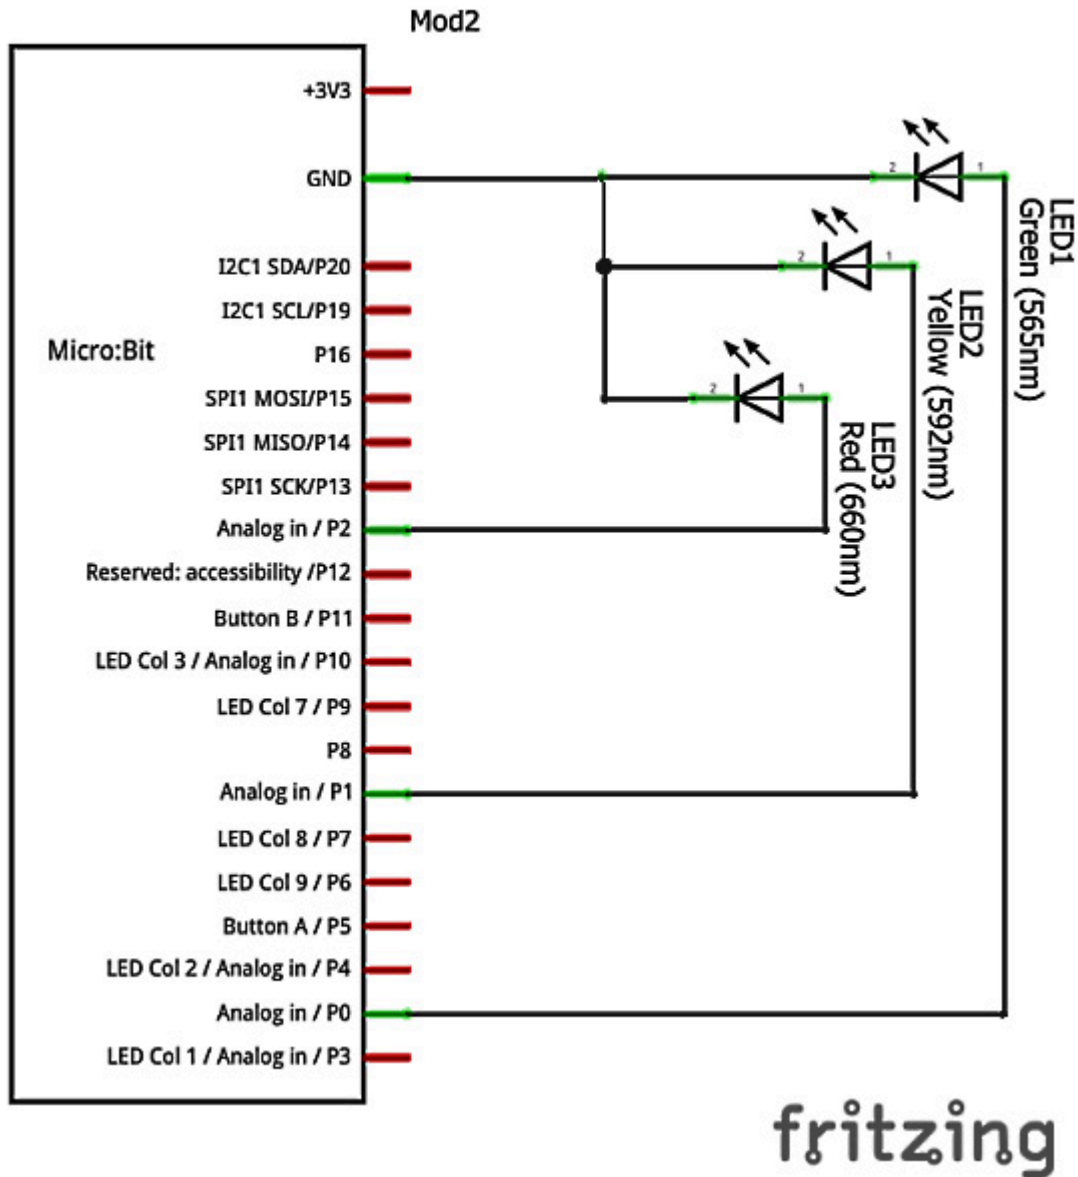 Mod2
+3V3
GND
I2C1 SDA/P20
I2C1 SCL/P19
Micro:Bit
P16
SPI1 MOSI/P15
SPI1 MISO/P14
SPI1 SCK/P13
Analog in / P2
Reserved: accessibility /P12
Button B / P11
LED Col 3 / Analog in / P10
LED Col 7 / P9
P8
Analog in / P1
LED Col 8 / P7
LED Col 9 / P6
Button A / P5
LED Col 2 / Analog in / P4
Analog in / P0
LED Col 1 / Analog in / P3
2 1
LED1
Green (565nm)
2 1
LED2
Yellow (592nm)
2 1
LED3
Red (660nm)
fritzing